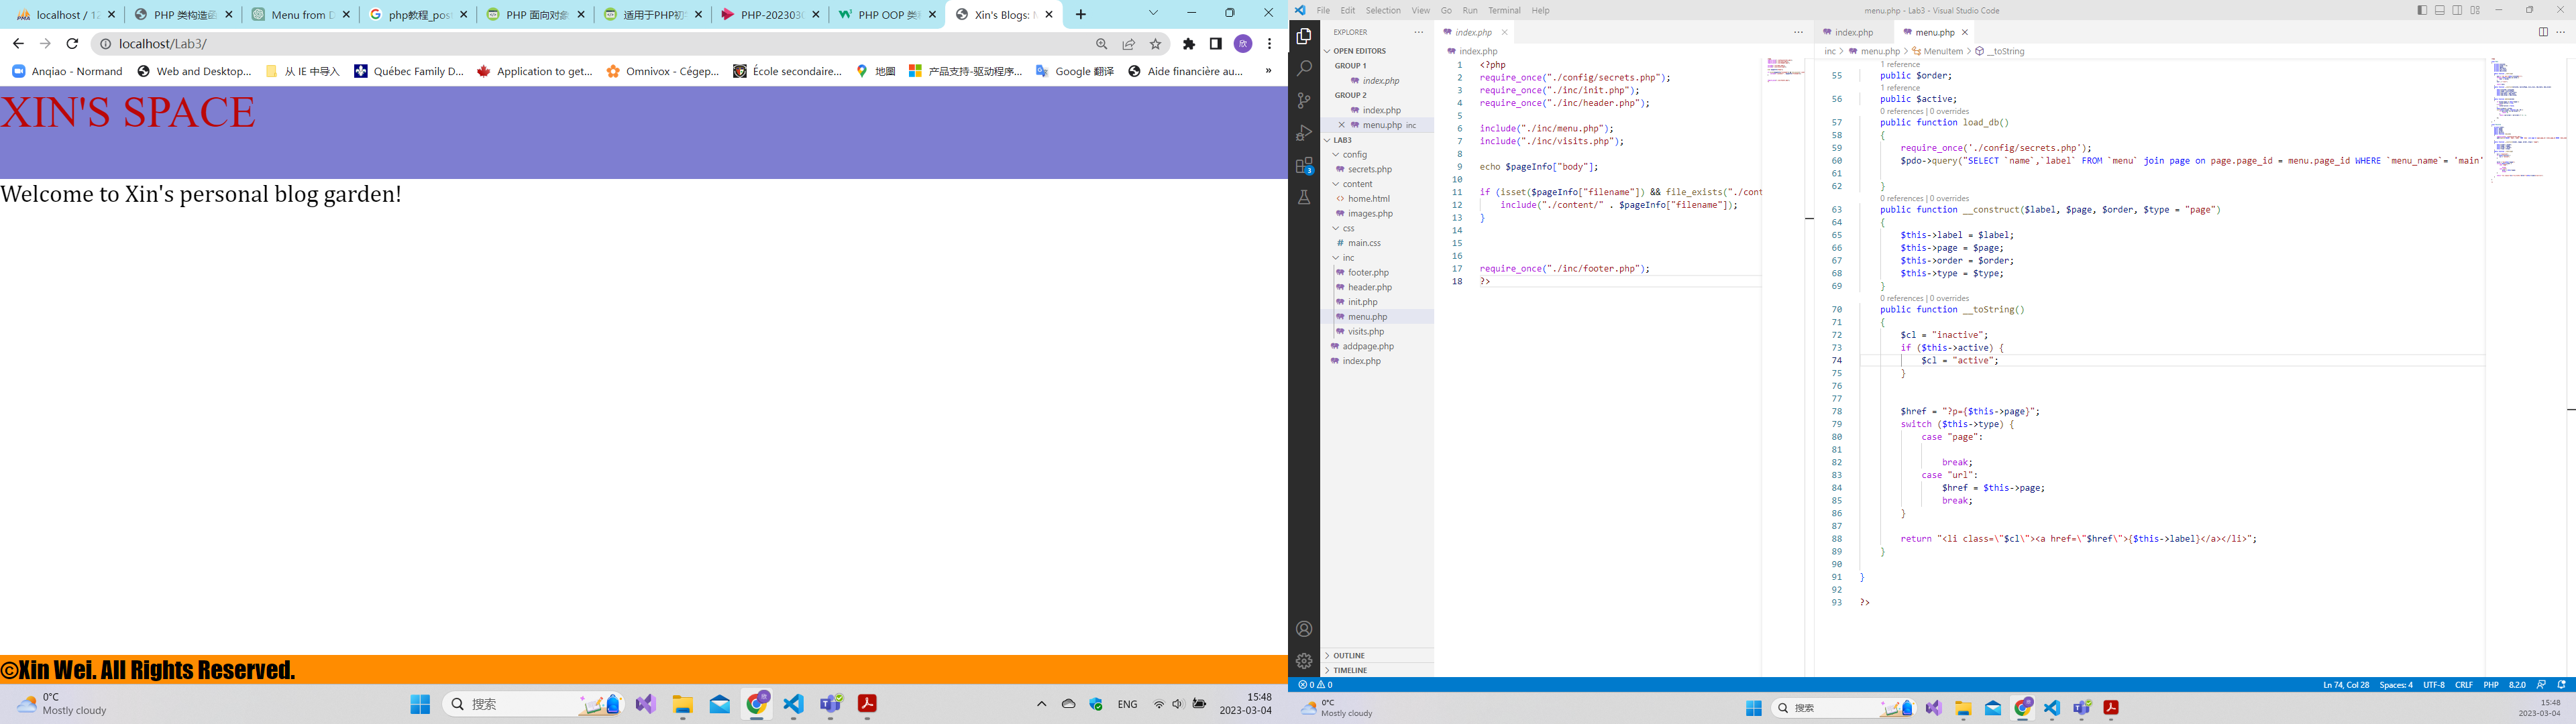 localhost / 12
PHP 类构造函
Menu from D
php教程_post
PHP 面向对象
适用于PHP初学
PHP-2023030
PHP OOP 类
Xin's Blogs: M
localhost/Lab3/
欣
Anqiao - Normand
Web and Desktop...
从 IE 中导入
Québec Family D...
Application to get...
Omnivox - Cégep...
École secondaire...
地圖
产品支持-驱动程序...
Google 翻译
Aide financière au...
»
XIN'S SPACE
Welcome to Xin's personal blog garden!
©Xin Wei. All Rights Reserved.
0°C
Mostly cloudy
搜索
ENG
15:48
2023-03-04
File Edit Selection View Go Run Terminal Help
menu.php - Lab3 - Visual Studio Code
EXPLORER
OPEN EDITORS
GROUP 1
index.php
GROUP 2
index.php
menu.php inc
LAB3
config
secrets.php
content
home.html
images.php
css
# main.css
inc
footer.php
header.php
init.php
menu.php
visits.php
addpage.php
index.php
OUTLINE
TIMELINE
3
index.php
index.php
1 <?php
2 require_once("./config/secrets.php");
3 require_once("./inc/init.php");
4 require_once("./inc/header.php");
5
6 include("./inc/menu.php");
7 include("./inc/visits.php");
8
9 echo $pageInfo["body"];
10
11 if (isset($pageInfo["filename"]) && file_exists("./cont
12 include("./content/" . $pageInfo["filename"]);
13 }
14
15
16
17 require_once("./inc/footer.php");
18 ?>
index.php
menu.php
inc > menu.php > MenuItem > __toString
1 reference
55 public $order;
1 reference
56 public $active;
0 references | 0 overrides
57 public function load_db()
58 {
59 require_once('./config/secrets.php');
60 $pdo->query("SELECT `name`,`label` FROM `menu` join page on page.page_id = menu.page_id WHERE `menu_name`= 'main'
61
62 }
0 references | 0 overrides
63 public function __construct($label, $page, $order, $type = "page")
64 {
65 $this->label = $label;
66 $this->page = $page;
67 $this->order = $order;
68 $this->type = $type;
69 }
0 references | 0 overrides
70 public function __toString()
71 {
72 $cl = "inactive";
73 if ($this->active) {
74 $cl = "active";
75 }
76
77
78 $href = "?p={$this->page}";
79 switch ($this->type) {
80 case "page":
81
82 break;
83 case "url":
84 $href = $this->page;
85 break;
86 }
87
88 return "<li class=\"$cl\"><a href=\"$href\">{$this->label}</a></li>";
89 }
90
91 }
92
93 ?>
0 0
Ln 74, Col 28 Spaces: 4 UTF-8 CRLF PHP 8.2.0
0°C
Mostly cloudy
搜索
15:48
2023-03-04